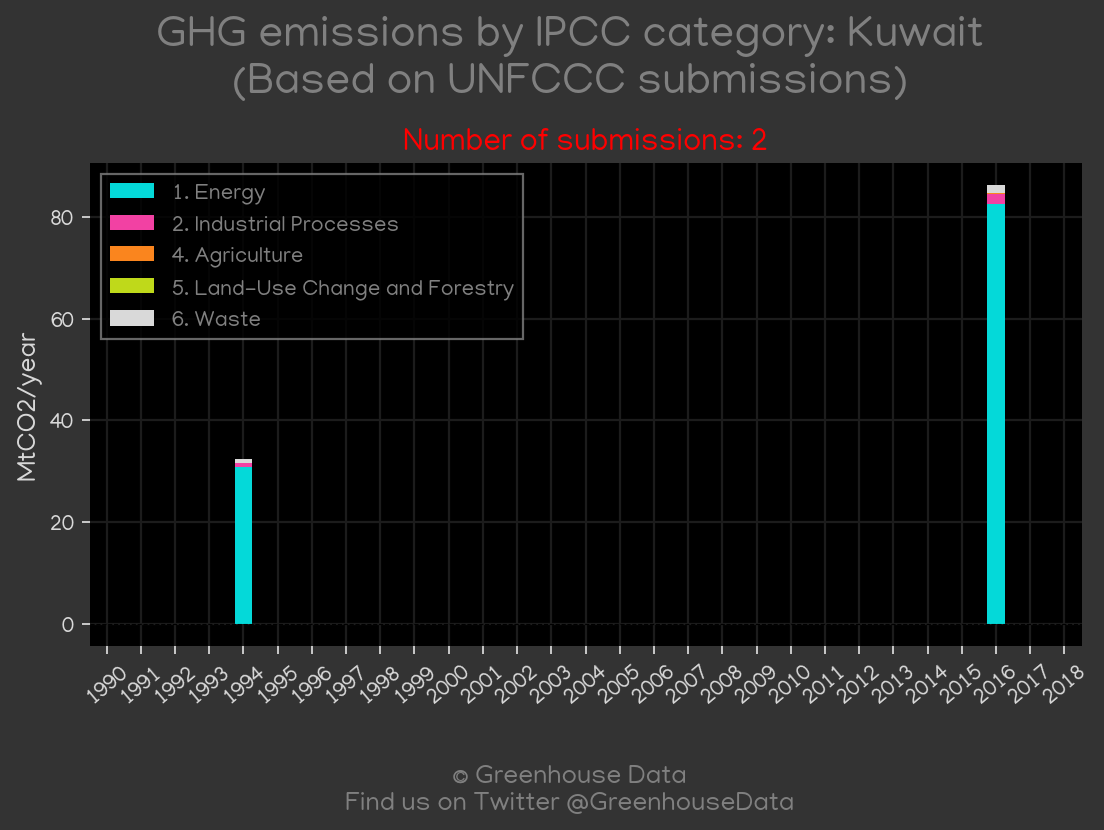 GHG emissions by IPCC category: Kuwait
(Based on UNFCCC submissions)
Number of submissions: 2
1. Energy
2. Industrial Processes
4. Agriculture
5. Land-Use Change and Forestry
6. Waste
MtCO2/year
80
60
40
20
0
1990 1991 1992 1993 1994 1995 1996 1997 1998 1999 2000 2001 2002 2003 2004 2005 2006 2007 2008 2009 2010 2011 2012 2013 2014 2015 2016 2017 2018
© Greenhouse Data
Find us on Twitter @GreenhouseData